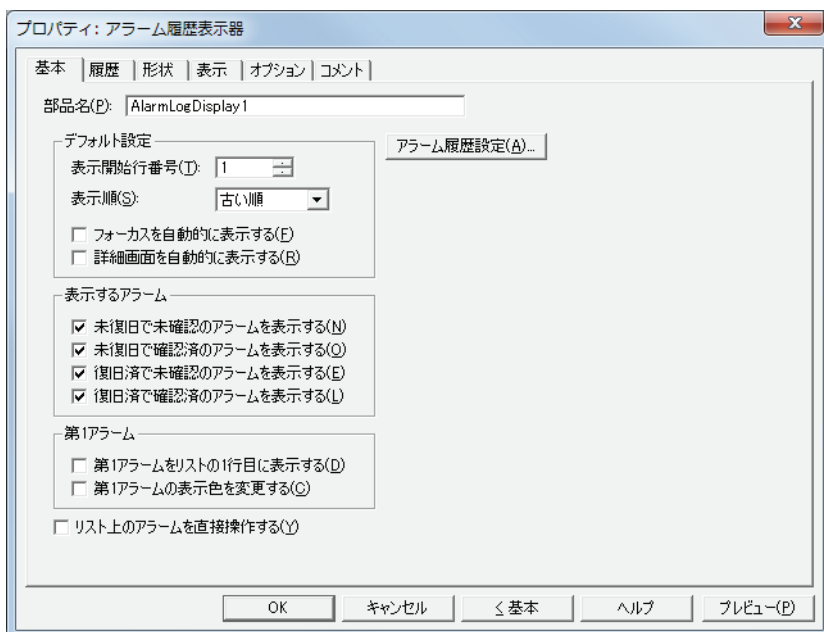 プロパティ: アラーム履歴表示器
基本 履歴 形状 表示 オプション コメント
部品名(P): AlarmLogDisplay1
デフォルト設定
アラーム履歴設定(A)...
表示開始行番号(T): 1
表示順(S): 古い順
フォーカスを自動的に表示する(F)
詳細画面を自動的に表示する(R)
表示するアラーム
未復旧で未確認のアラームを表示する(N)
未復旧で確認済のアラームを表示する(O)
復旧済で未確認のアラームを表示する(E)
復旧済で確認済のアラームを表示する(L)
第1アラーム
第1アラームをリストの1行目に表示する(D)
第1アラームの表示色を変更する(C)
リスト上のアラームを直接操作する(Y)
OK キャンセル < 基本 ヘルプ プレビュー(P)